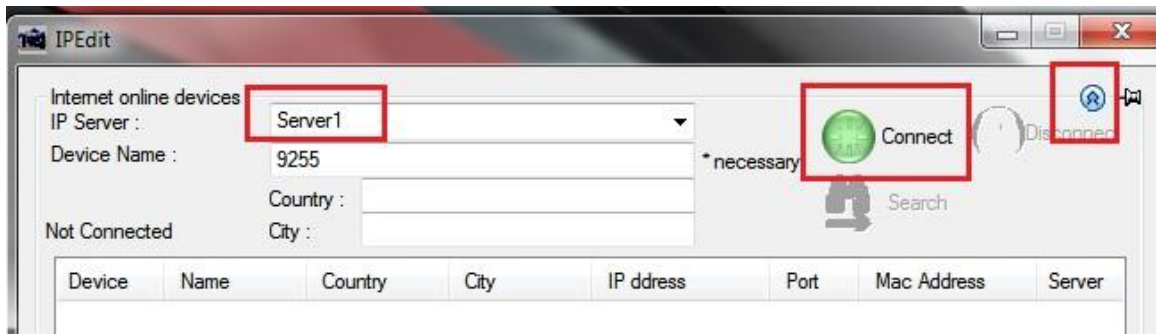 IPEdit
Internet online devices
IP Server : Server1
Connect Disconnect
Device Name : 9255 * necessary
Country : Search
Not Connected City :
Device Name Country City IP ddress Port Mac Address Server